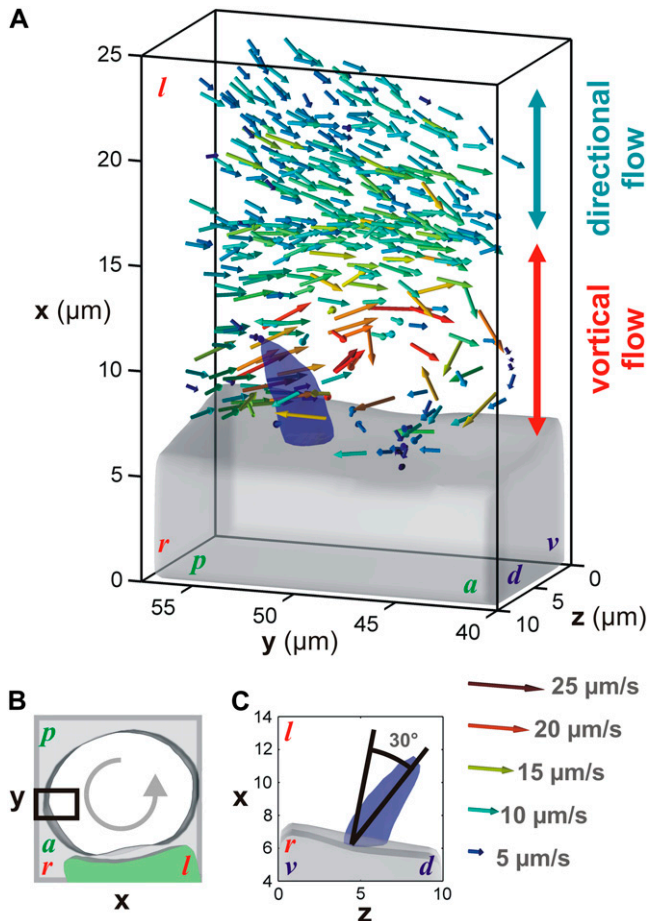 A
25
20
15
10
5
0
x (µm)
l
r
p
a
d
v
55
50
45
40
y (µm)
10
5
0
z (µm)
directional
flow
vortical
flow
B
p
y
a
r
l
x
C
14
12
10
8
6
4
x
l
30°
r
v
d
0
5
10
z
25 µm/s
20 µm/s
15 µm/s
10 µm/s
5 µm/s